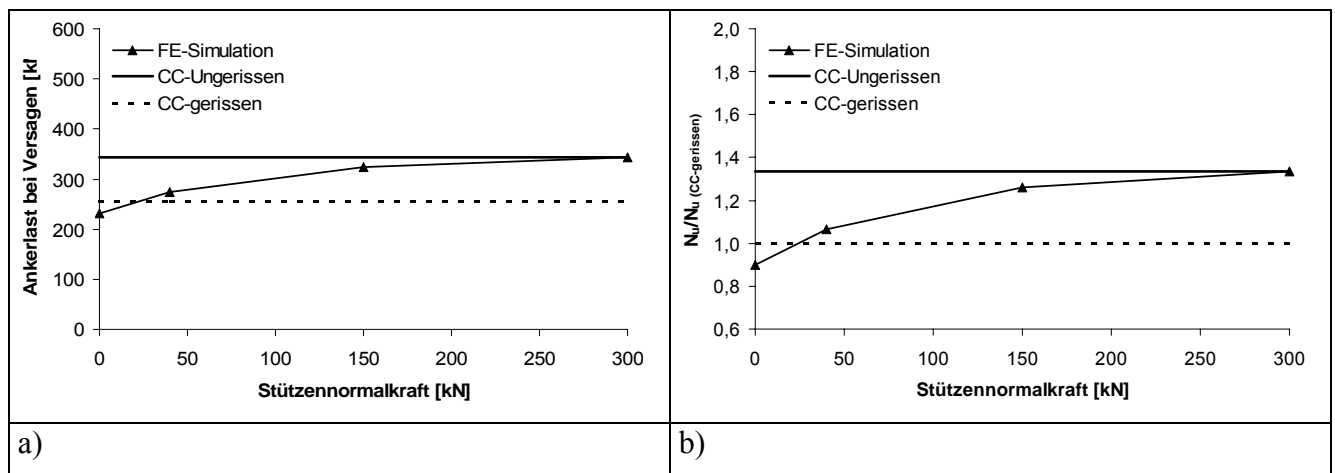 600
500
400
300
200
100
0
0 50 100 150 200 250 300
Ankerlast bei Versagen [k
Stützennormalkraft [kN]
FE-Simulation
CC-Ungerissen
CC-gerissen
a)
2,0
1,8
1,6
1,4
1,2
1,0
0,8
0,6
0 50 100 150 200 250 300
Nu/Nu (CC-gerissen)
Stützennormalkraft [kN]
FE-Simulation
CC-Ungerissen
CC-gerissen
b)